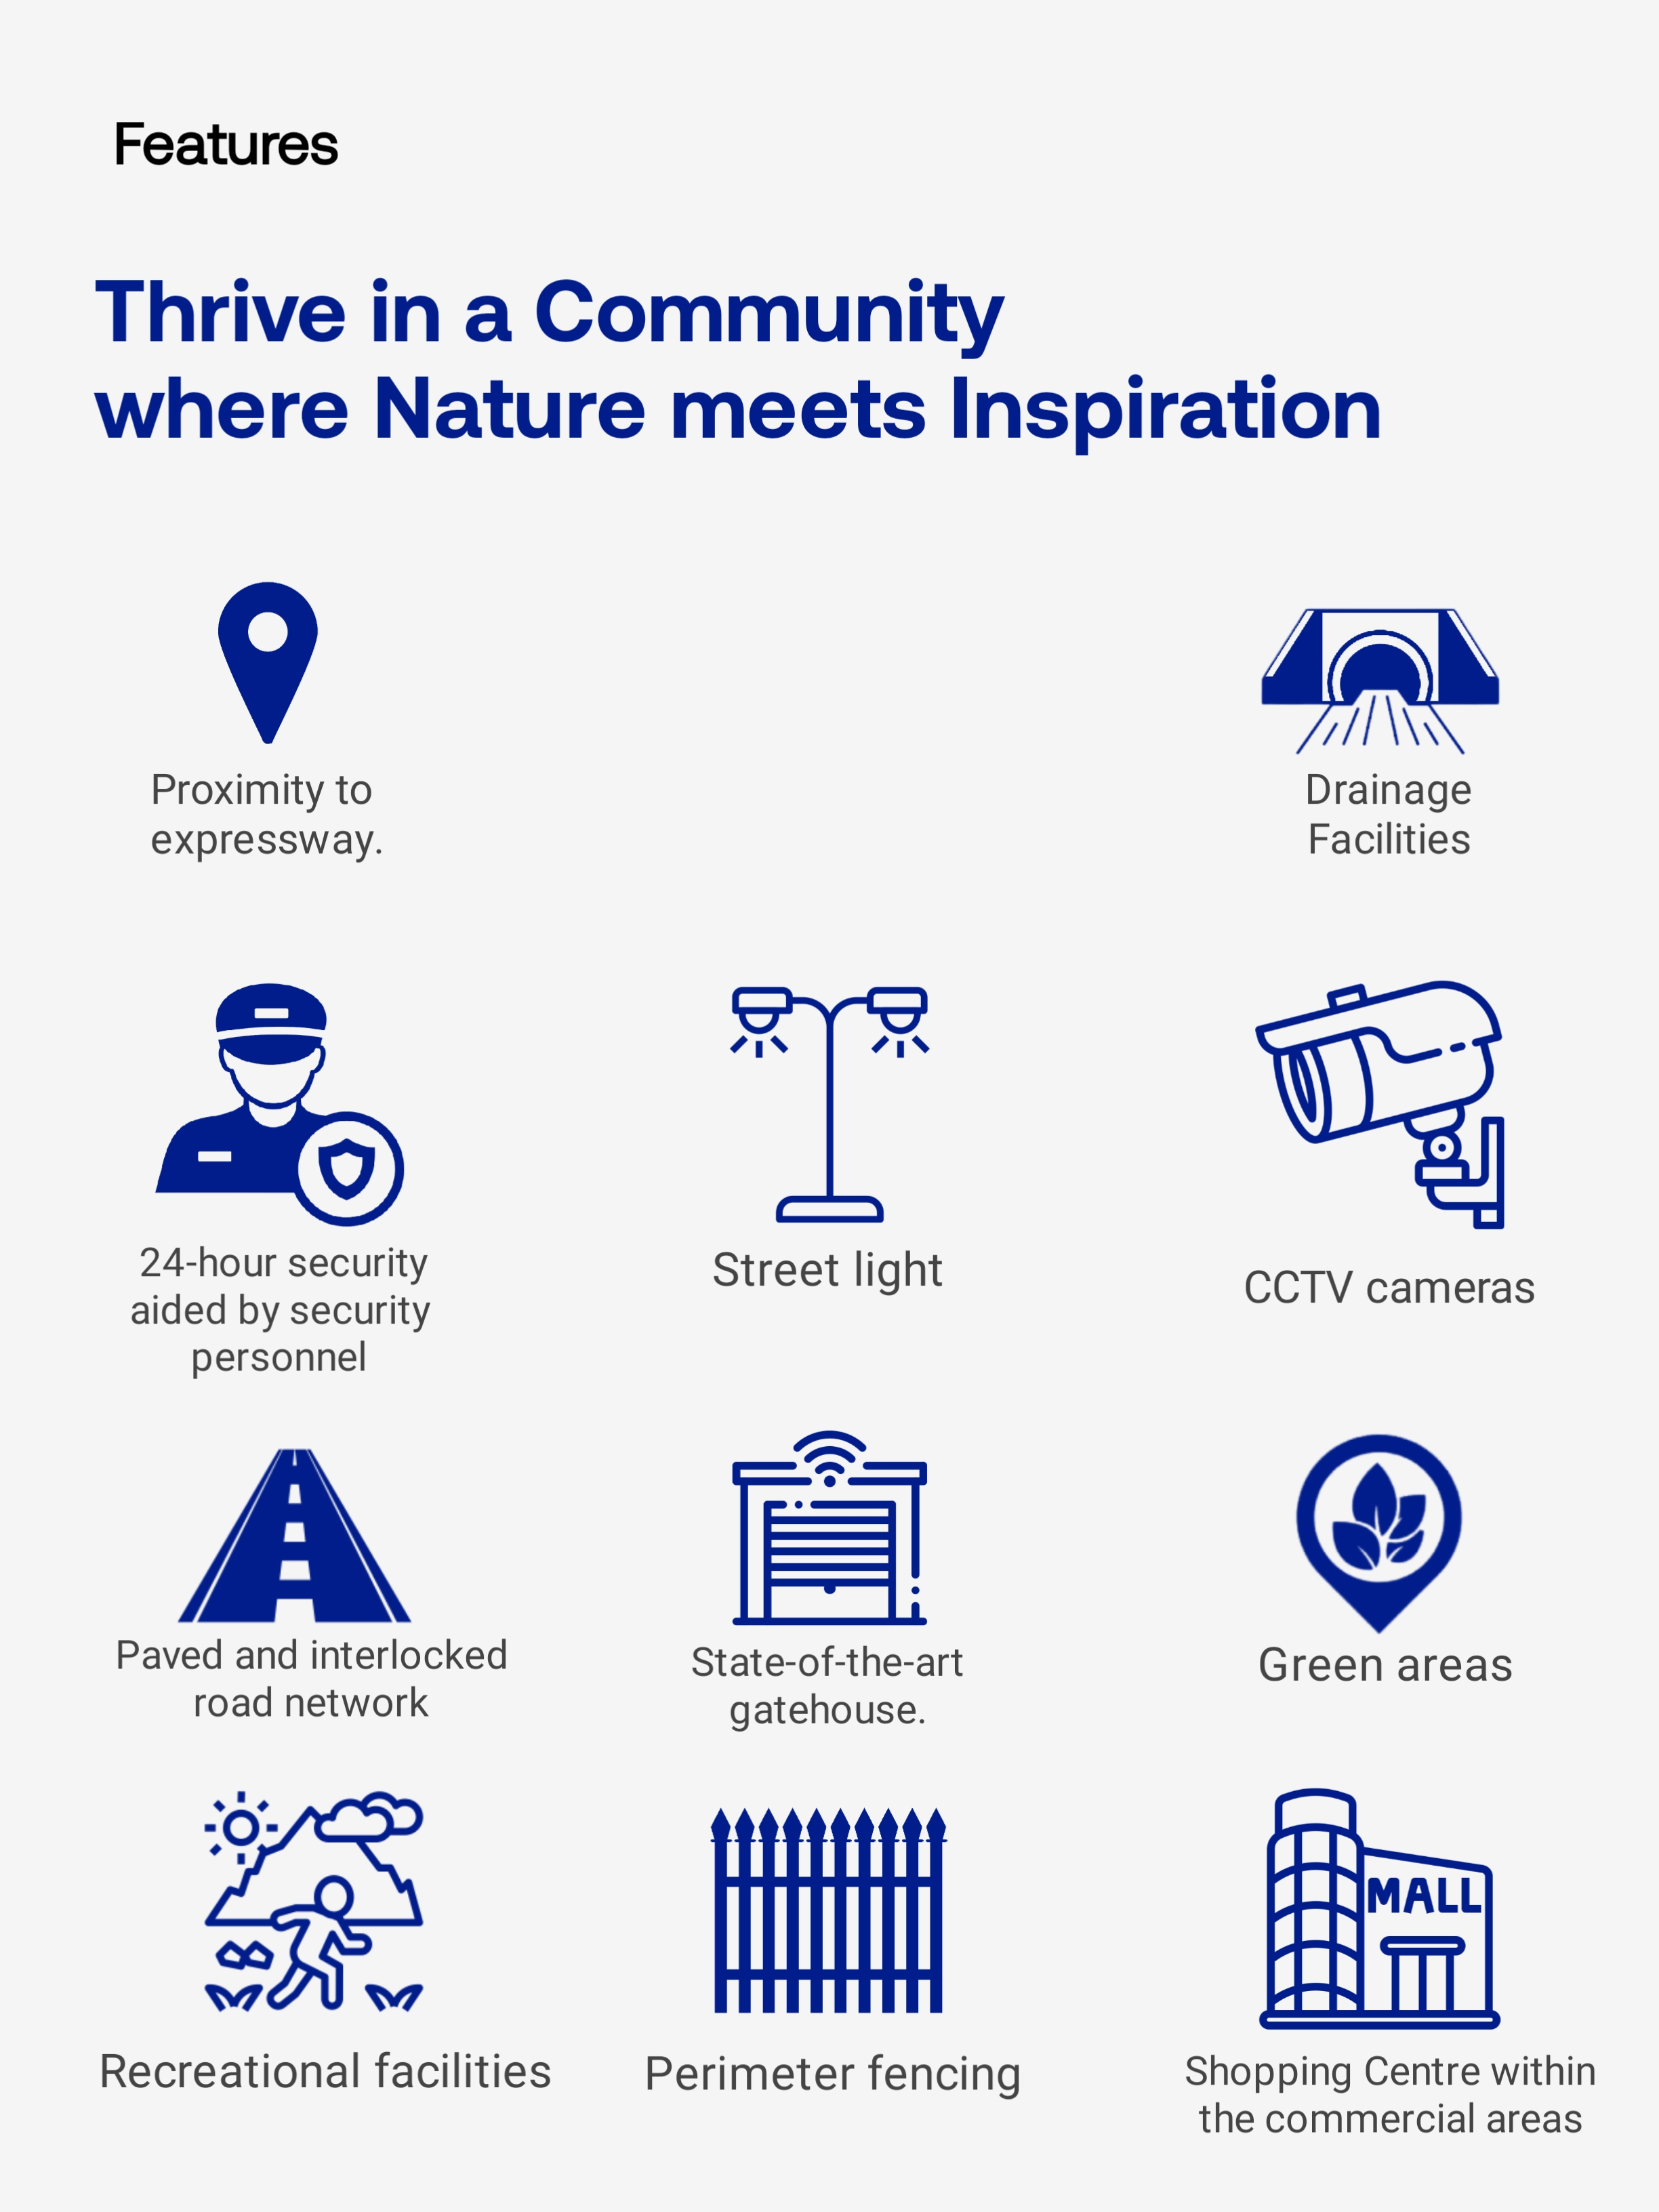 Features
Thrive in a Community
where Nature meets Inspiration
Proximity to
expressway.
Drainage
Facilities
24-hour security
aided by security
personnel
Street light
CCTV cameras
Paved and interlocked
road network
State-of-the-art
gatehouse.
Green areas
Recreational facilities
Perimeter fencing
MALL
Shopping Centre within
the commercial areas